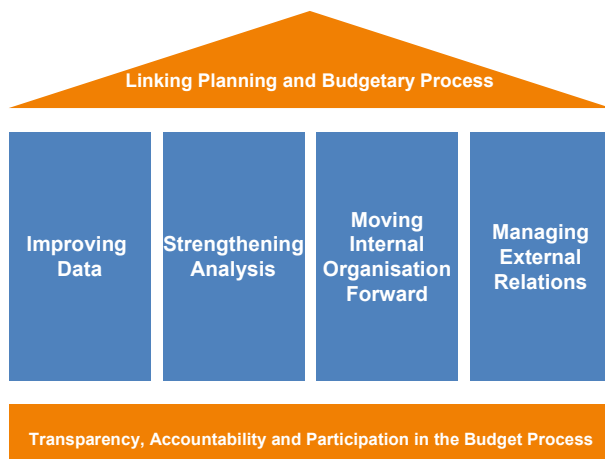 Linking Planning and Budgetary Process
Improving
Data
Strengthening
Analysis
Moving
Internal
Organisation
Forward
Managing
External
Relations
Transparency, Accountability and Participation in the Budget Process